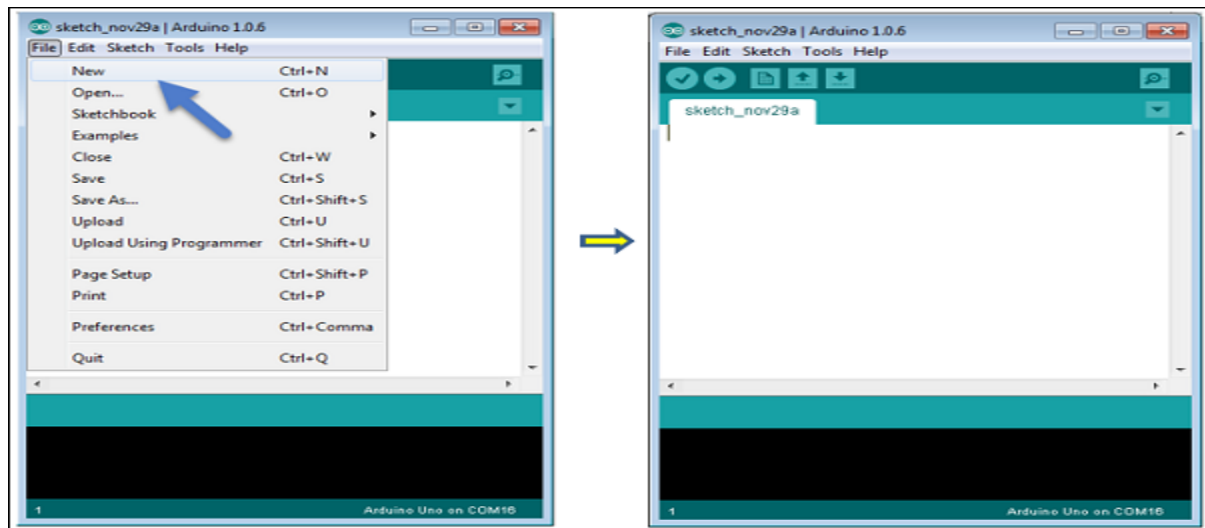 sketch_nov29a | Arduino 1.0.6
File Edit Sketch Tools Help
New Ctrl+N
Open... Ctrl+O
Sketchbook
Examples
Close Ctrl+W
Save Ctrl+S
Save As... Ctrl+Shift+S
Upload Ctrl+U
Upload Using Programmer Ctrl+Shift+U
Page Setup Ctrl+Shift+P
Print Ctrl+P
Preferences Ctrl+Comma
Quit Ctrl+Q
1 Arduino Uno on COM16
sketch_nov29a | Arduino 1.0.6
File Edit Sketch Tools Help
sketch_nov29a
1 Arduino Uno on COM16